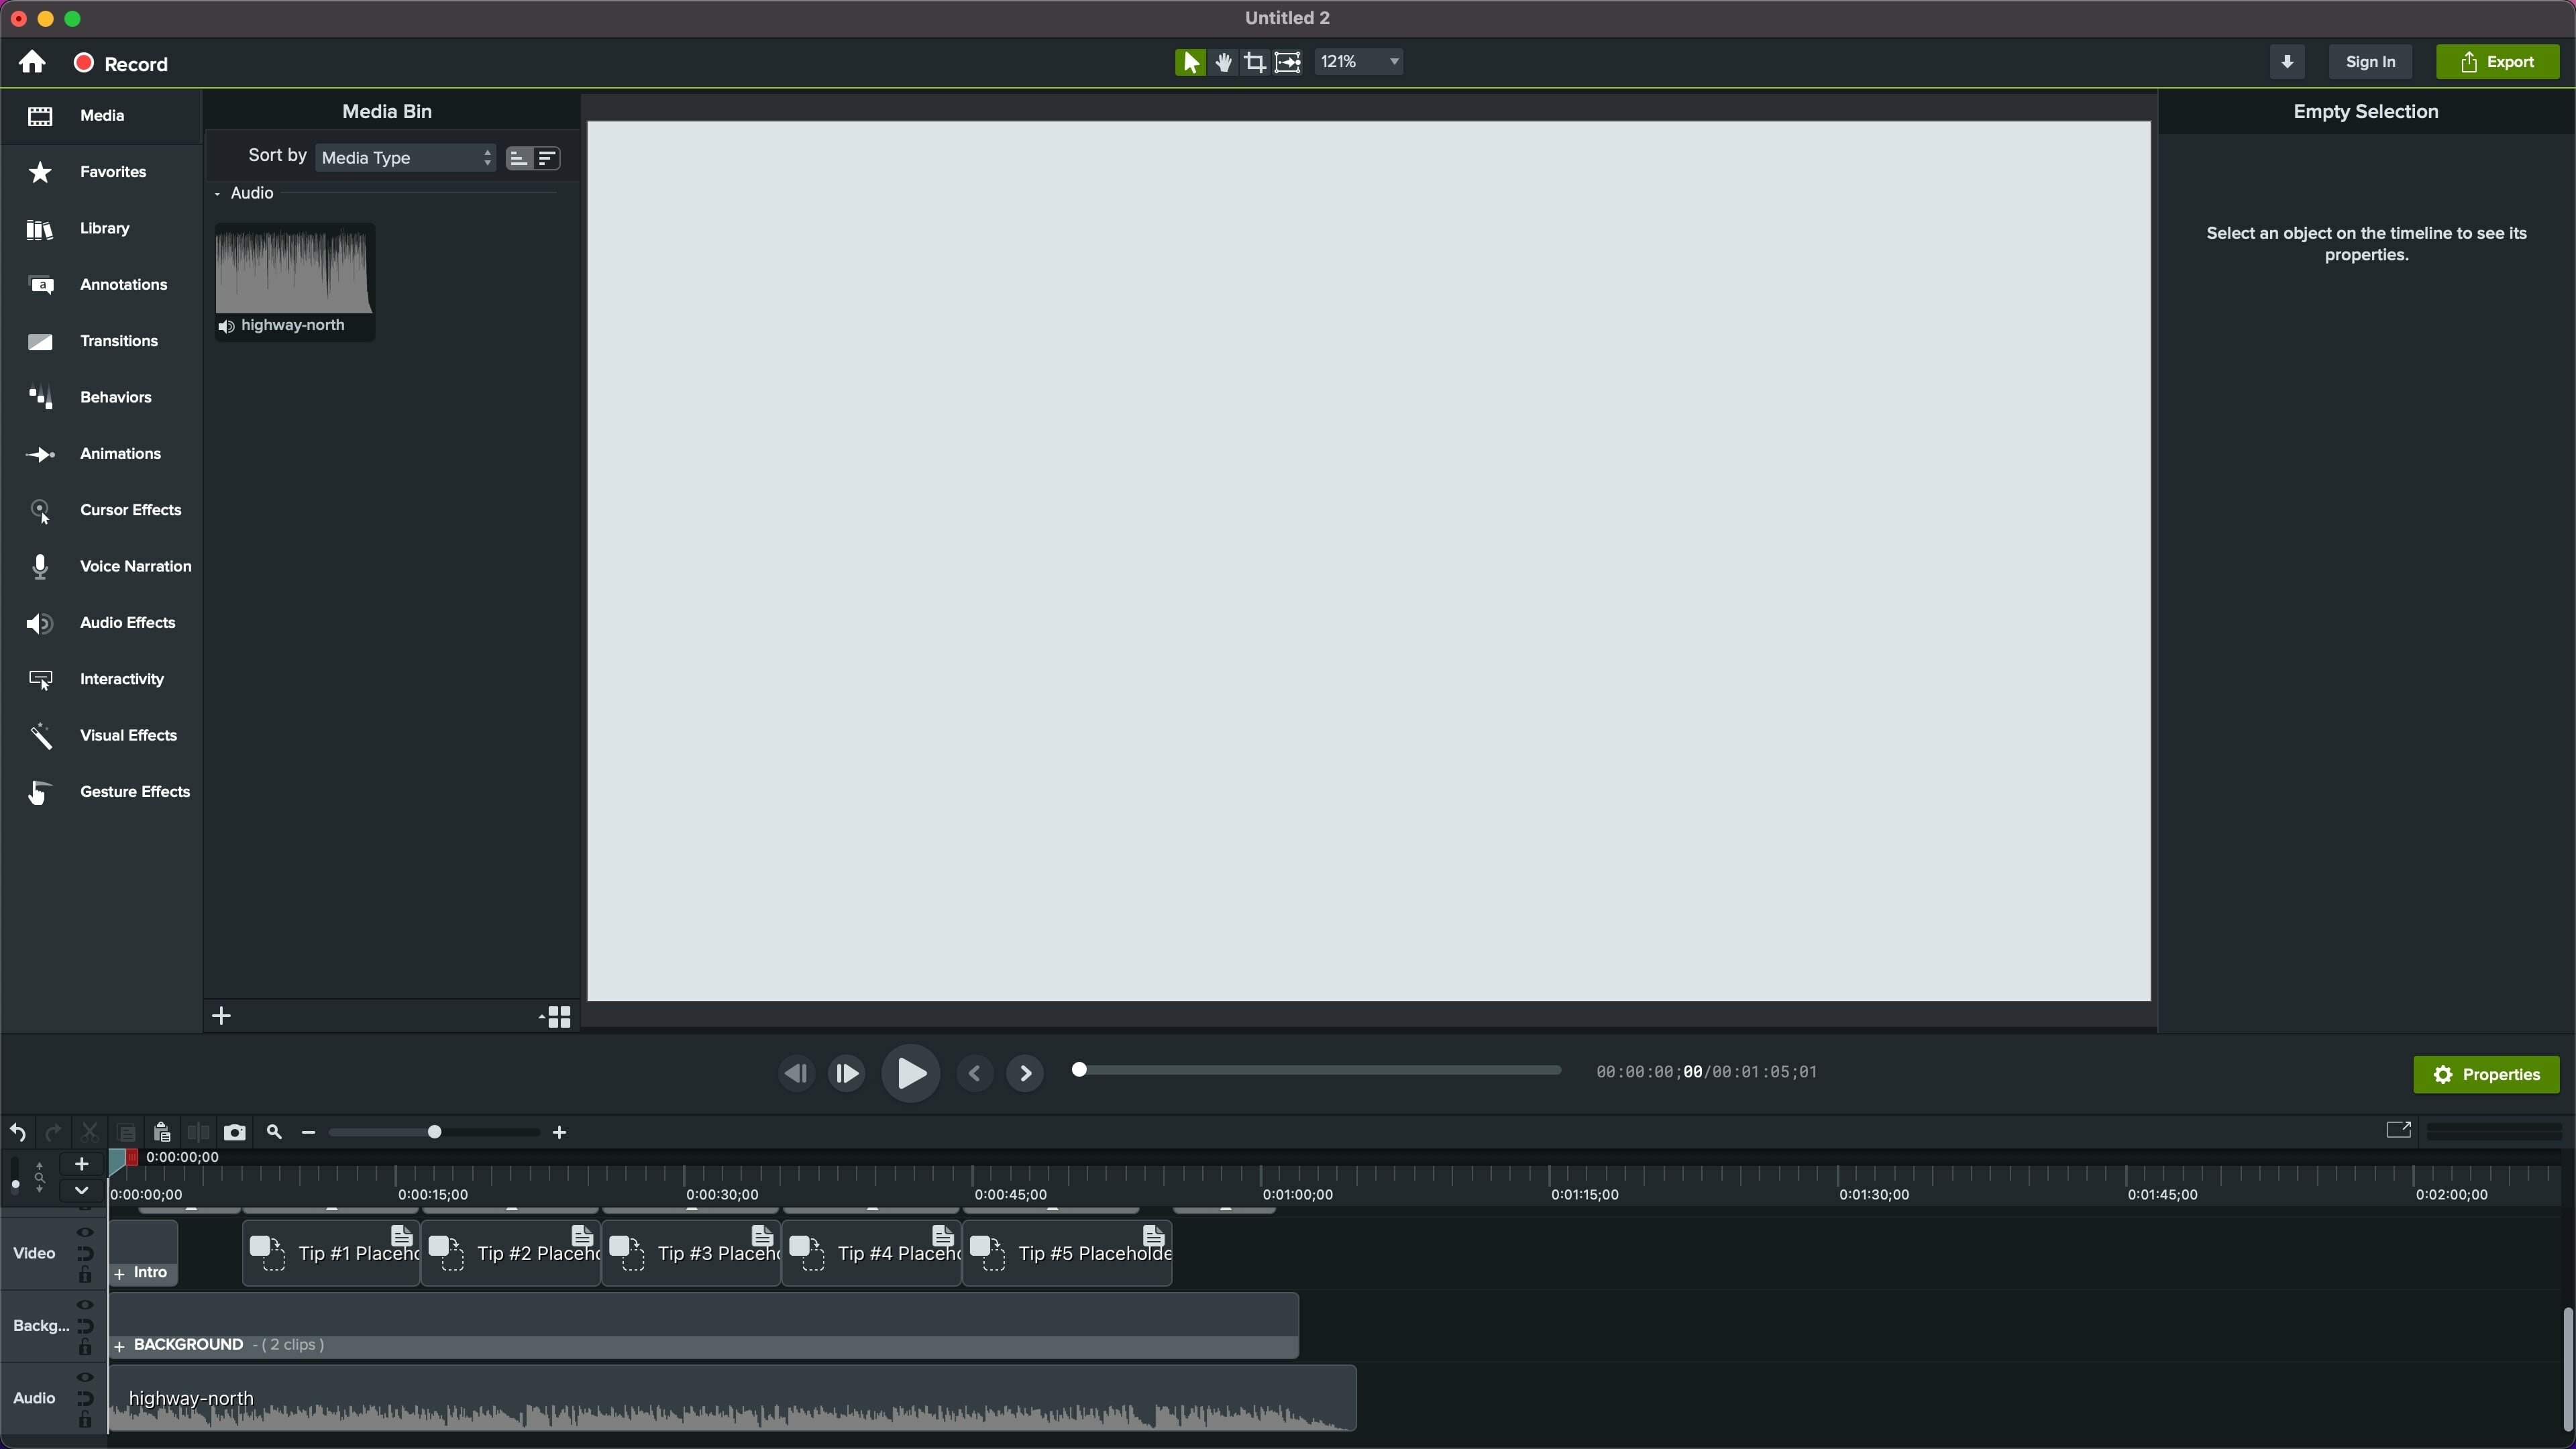 Untitled 2
Record
121%
Sign In
Export
Media
Favorites
Library
Annotations
Transitions
Behaviors
Animations
Cursor Effects
Voice Narration
Audio Effects
Interactivity
Visual Effects
Gesture Effects
Media Bin
Sort by Media Type
Audio
highway-north
Empty Selection
Select an object on the timeline to see its
properties.
00:00:00;00/00:01:05;01
Properties
0:00:00;00
0:00:00;00 0:00:15;00 0:00:30;00 0:00:45;00 0:01:00;00 0:01:15;00 0:01:30;00 0:01:45;00 0:02:00;00
Video
+ Intro
Tip #1 Placeho
Tip #2 Placeho
Tip #3 Placeho
Tip #4 Placeho
Tip #5 Placeholde
Backg...
+ BACKGROUND - ( 2 clips )
Audio
highway-north